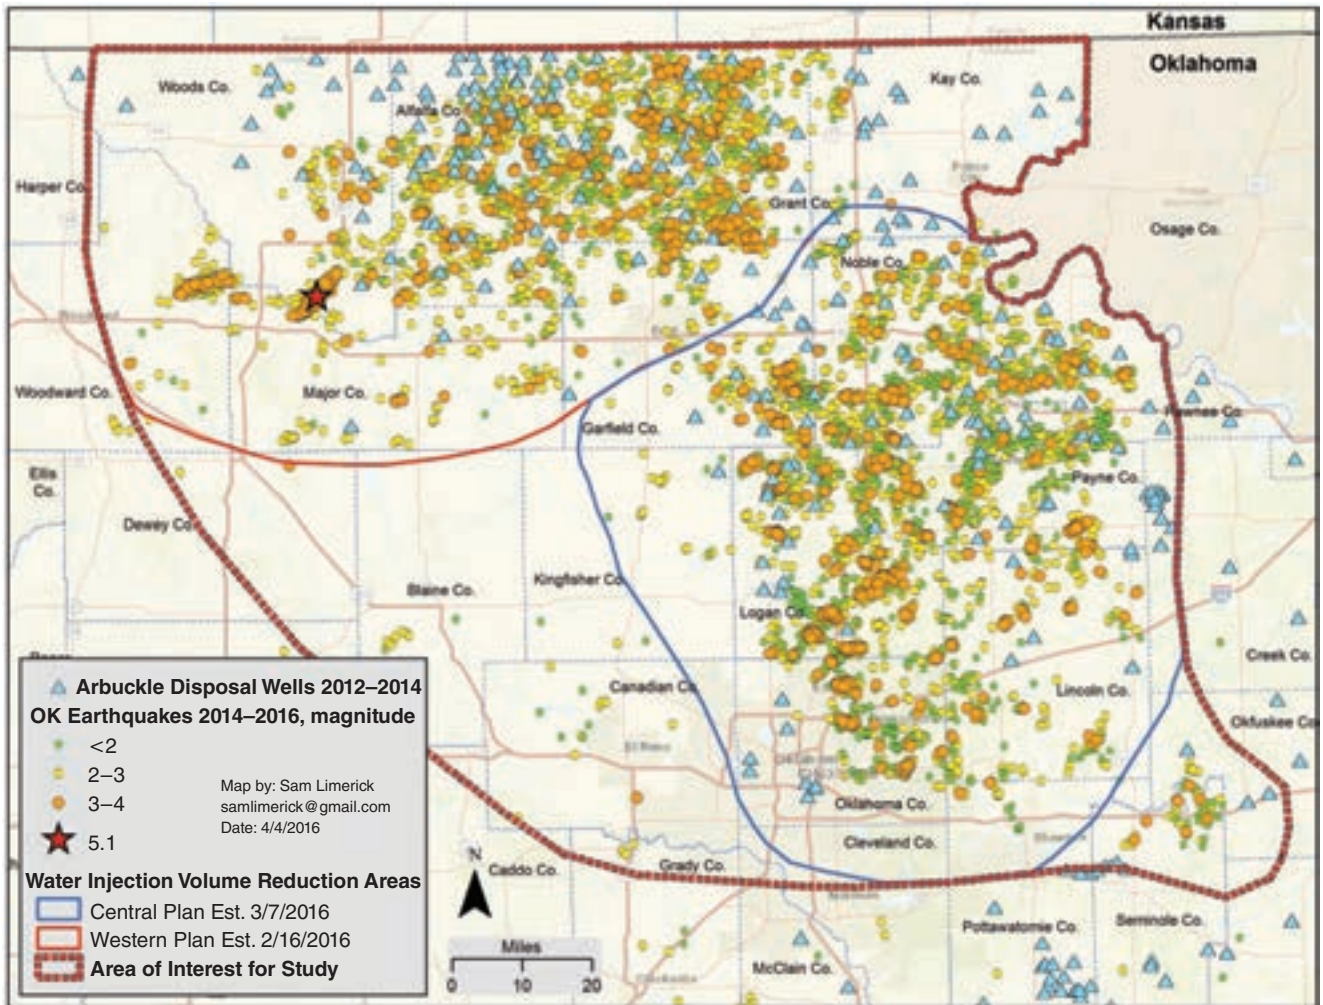 Kansas
Oklahoma
Woods Co.
Alfalfa Co.
Kay Co.
Harper Co.
Grant Co.
Osage Co.
Noble Co.
Woodward Co.
Major Co.
Garfield Co.
Pawnee Co.
Ellis
Co.
Payne Co.
Dewey Co.
Blaine Co.
Kingfisher Co.
Logan Co.
Creek Co.
Canadian Co.
Lincoln Co.
Okfuskee Co.
El Reno
Oklahoma Co.
Cleveland Co.
Caddo Co.
Grady Co.
Pottawatomie Co.
Seminole Co.
McClain Co.
Arbuckle Disposal Wells 2012–2014
OK Earthquakes 2014–2016, magnitude
<2
2–3
3–4
5.1
Map by: Sam Limerick
samlimerick@gmail.com
Date: 4/4/2016
Water Injection Volume Reduction Areas
Central Plan Est. 3/7/2016
Western Plan Est. 2/16/2016
Area of Interest for Study
N
Miles
0 10 20